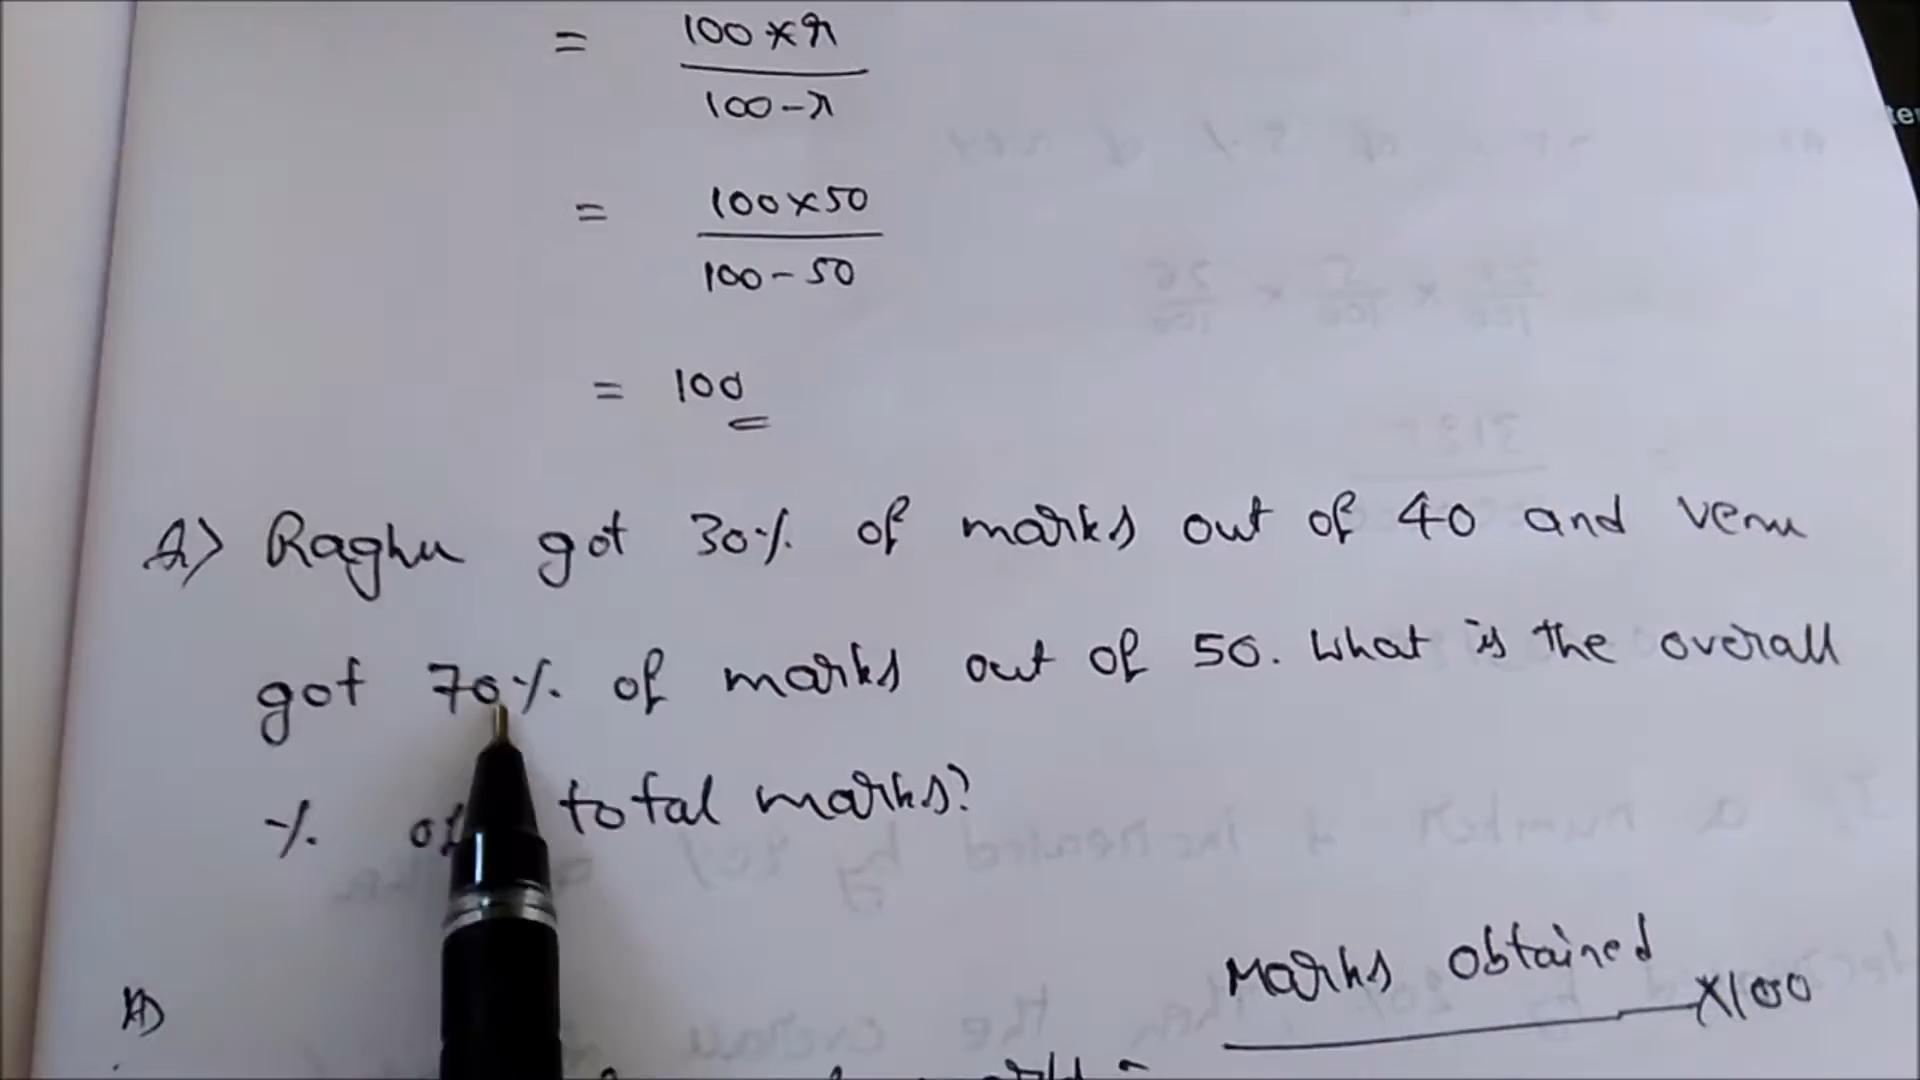 = 100 × r
100 - r
= 100 × 50
100 - 50
= 100
Q) Raghu got 30% of marks out of 40 and venu
got 70% of marks out of 50. What is the overall
% of total marks?
Marks obtained ×100
A)